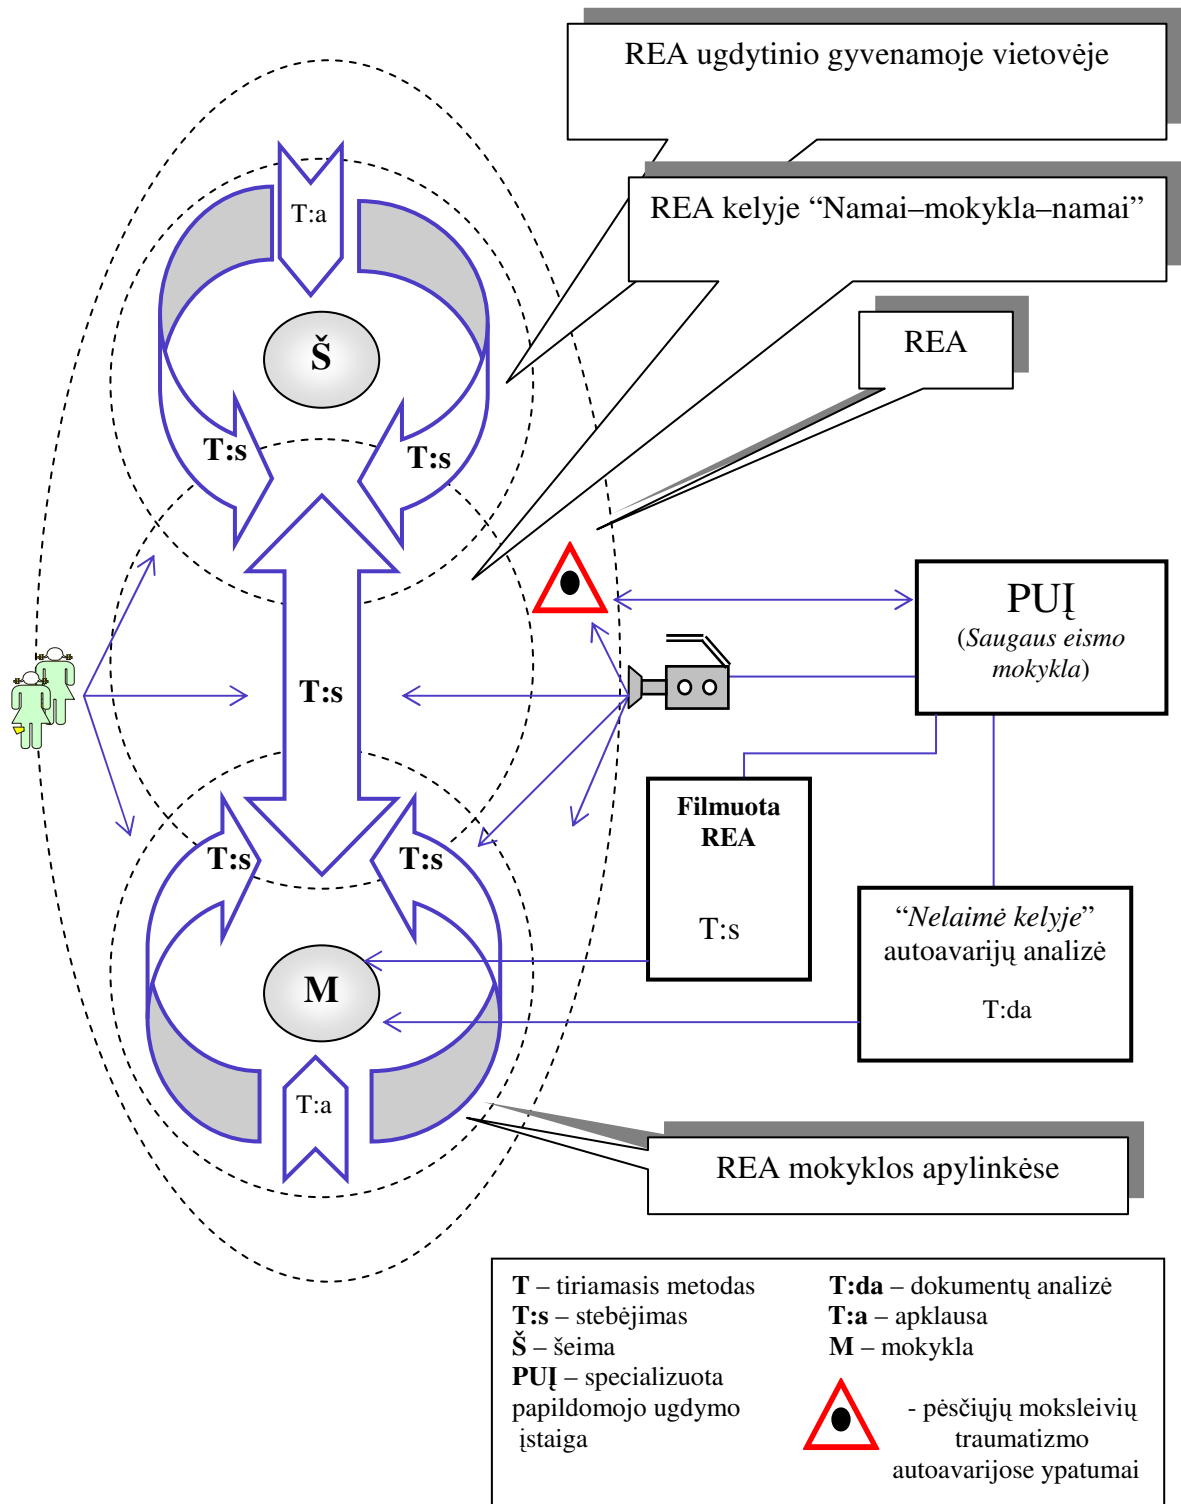 REA ugdytinio gyvenamoje vietovėje
REA kelyje “Namai–mokykla–namai”
T:a
REA
Š
T:s
T:s
PUĮ
(Saugaus eismo
mokykla)
T:s
Filmuota
REA
T:s
T:s
T:s
“Nelaimė kelyje”
autoavarijų analizė
T:da
M
T:a
REA mokyklos apylinkėse
T – tiriamasis metodas
T:s – stebėjimas
Š – šeima
PUĮ – specializuota
papildomojo ugdymo
įstaiga
T:da – dokumentų analizė
T:a – apklausa
M – mokykla
- pėsčiųjų moksleivių
traumatizmo
autoavarijose ypatumai